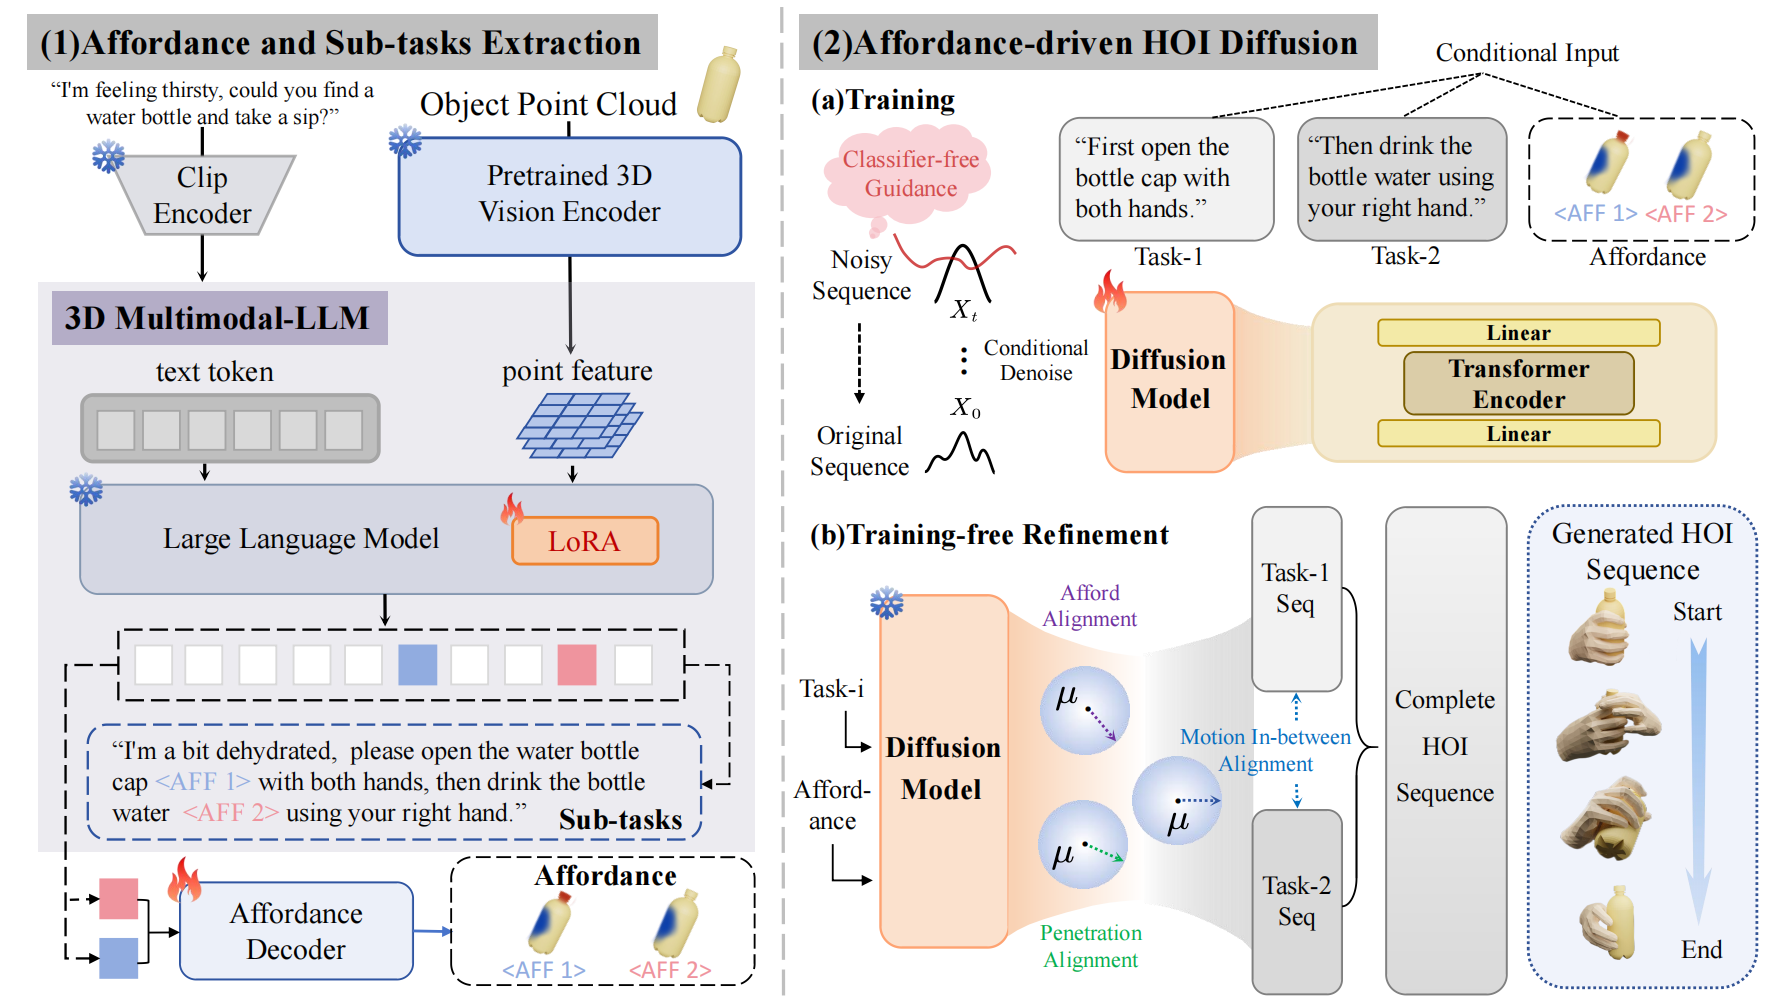 (1)Affordance and Sub-tasks Extraction
“I'm feeling thirsty, could you find a
water bottle and take a sip?”
Object Point Cloud
Clip
Encoder
Pretrained 3D
Vision Encoder
3D Multimodal-LLM
text token
point feature
Large Language Model
LoRA
“I'm a bit dehydrated, please open the water bottle
cap <AFF 1> with both hands, then drink the bottle
water <AFF 2> using your right hand.”
Sub-tasks
Affordance
Decoder
Affordance
<AFF 1>
<AFF 2>
(2)Affordance-driven HOI Diffusion
Conditional Input
(a)Training
Classifier-free
Guidance
“First open the
bottle cap with
both hands.”
Task-1
“Then drink the
bottle water using
your right hand.”
Task-2
<AFF 1> <AFF 2>
Affordance
Noisy
Sequence
Xt
Conditional
Denoise
X0
Original
Sequence
Diffusion
Model
Linear
Transformer
Encoder
Linear
(b)Training-free Refinement
Task-i
Afford-
ance
Diffusion
Model
Afford
Alignment
μ
μ
μ
Motion In-between
Alignment
Penetration
Alignment
Task-1
Seq
Task-2
Seq
Complete
HOI
Sequence
Generated HOI
Sequence
Start
End